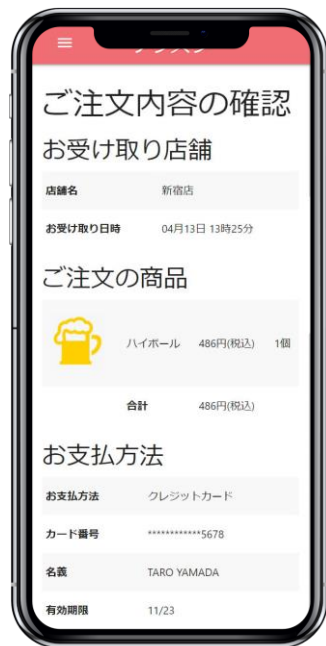 ご注文内容の確認
お受け取り店舗
店舗名 新宿店
お受け取り日時 04月13日 13時25分
ご注文の商品
ハイボール 486円(税込) 1個
合計 486円(税込)
お支払方法
お支払方法 クレジットカード
カード番号 ************5678
名義 TARO YAMADA
有効期限 11/23